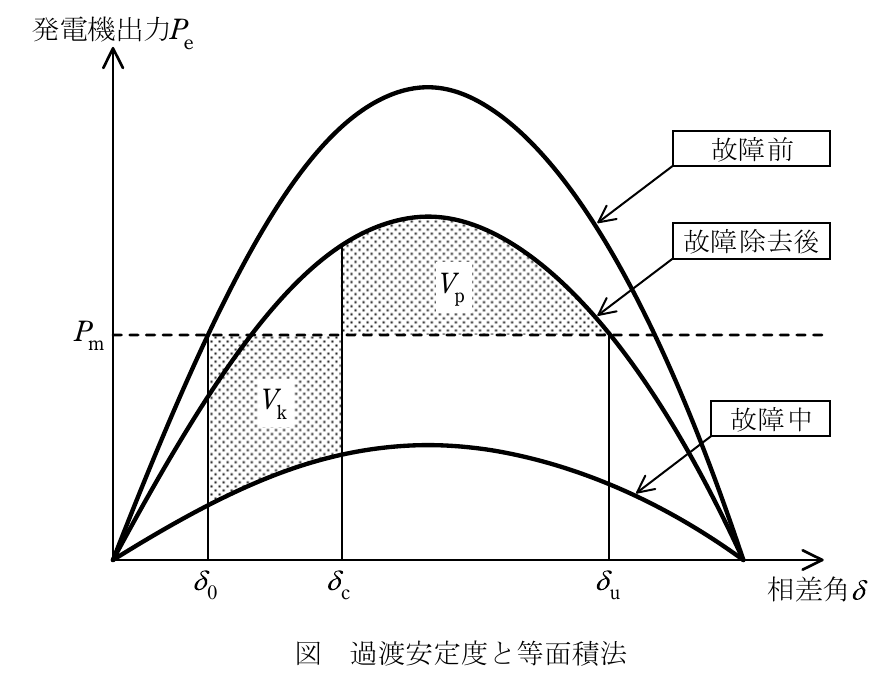 発電機出力Pe
故障前
故障除去後
Vp
Pm
Vk
故障中
δ0 δc δu
相差角δ
図 過渡安定度と等面積法